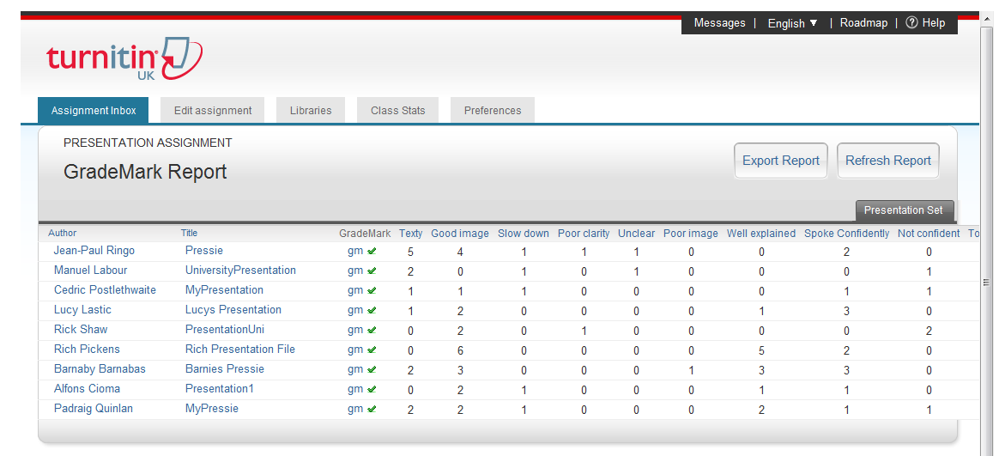 Messages | English ▼ | Roadmap | ? Help
turnitin
UK
Assignment Inbox Edit assignment Libraries Class Stats Preferences
PRESENTATION ASSIGNMENT
GradeMark Report
Export Report Refresh Report
Presentation Set
Author Title GradeMark Texty Good image Slow down Poor clarity Unclear Poor image Well explained Spoke Confidently Not confident To
Jean-Paul Ringo Pressie gm 5 4 1 1 1 0 0 2 0
Manuel Labour UniversityPresentation gm 2 0 1 0 1 0 0 0 1
Cedric Postlethwaite MyPresentation gm 1 1 1 0 0 0 0 1 1
Lucy Lastic Lucys Presentation gm 1 2 0 0 0 0 1 3 0
Rick Shaw PresentationUni gm 0 2 0 1 0 0 0 0 2
Rich Pickens Rich Presentation File gm 0 6 0 0 0 0 5 2 0
Barnaby Barnabas Barnies Pressie gm 2 3 0 0 0 1 3 3 0
Alfons Cioma Presentation1 gm 0 2 1 0 0 0 1 1 0
Padraig Quinlan MyPressie gm 2 2 1 0 0 0 2 1 1